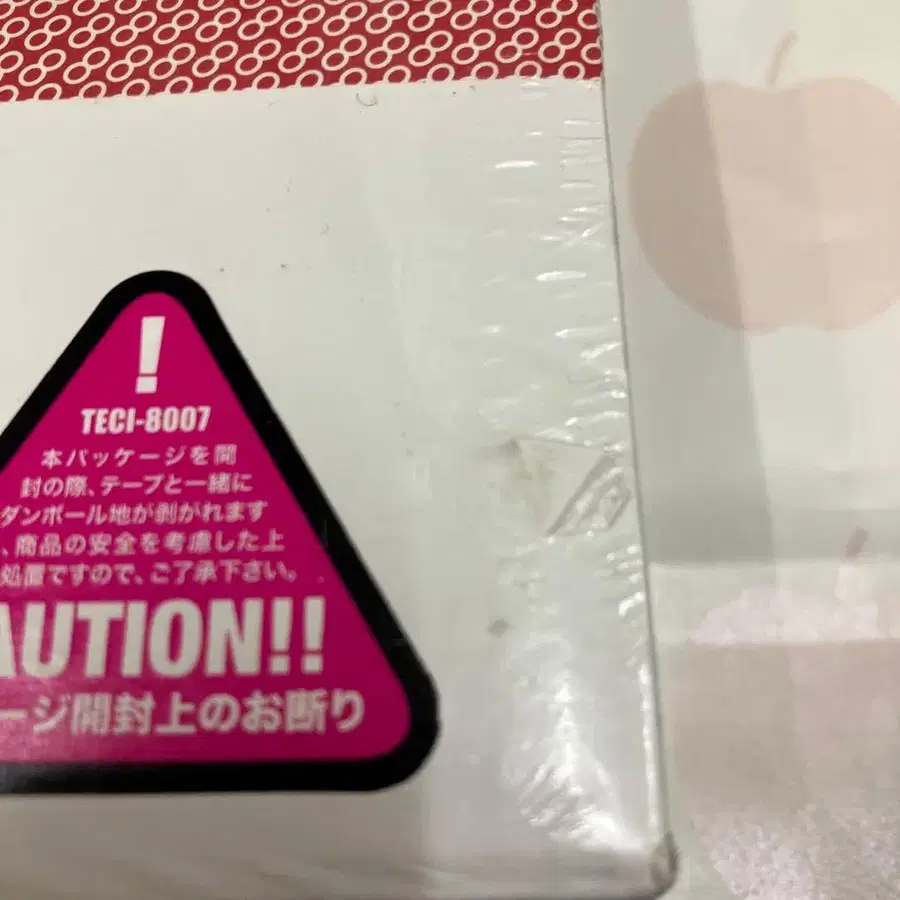 !
TECI-8007
本パッケージを開
封の際、テープと一緒に
ダンボール地が剥がれます
、商品の安全を考慮した上
処置ですので、ご了承下さい。
AUTION!!
ージ開封上のお断り